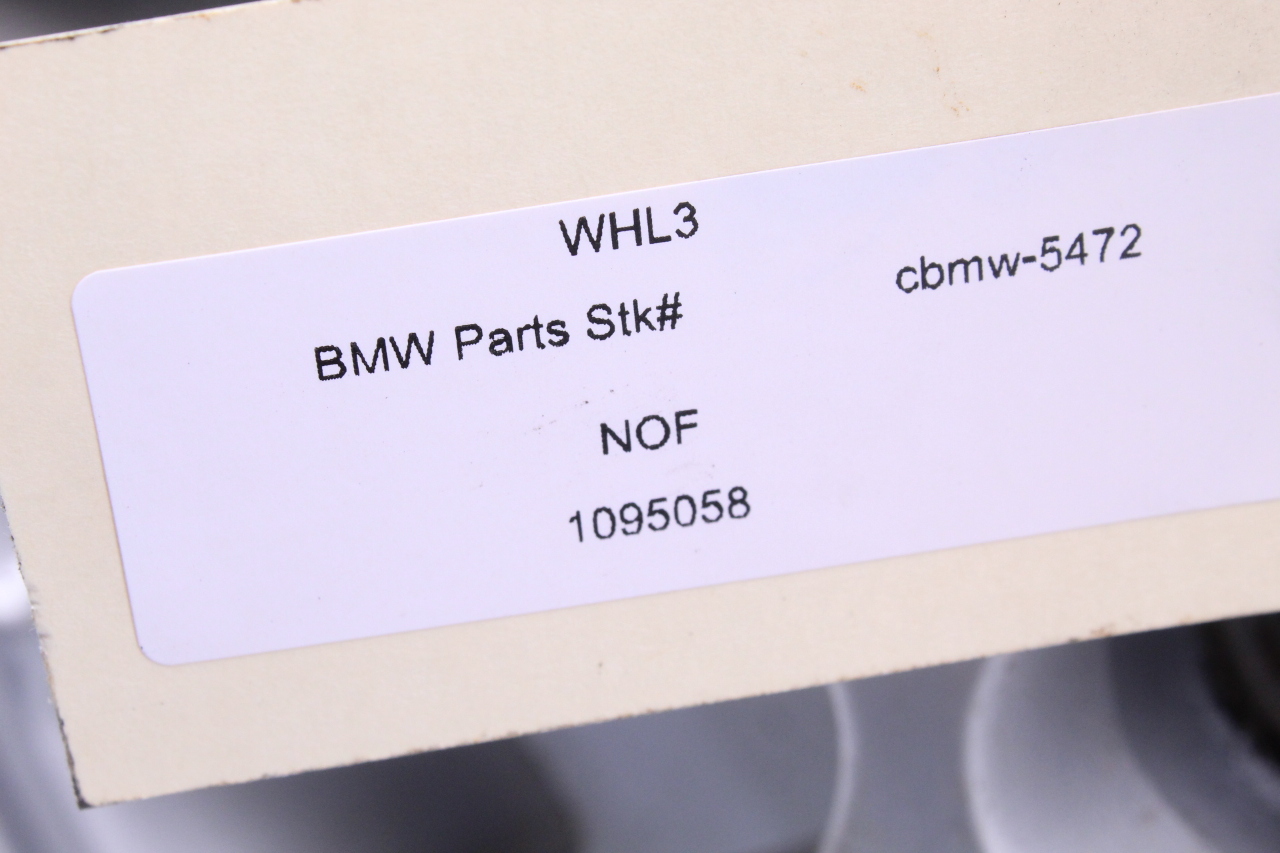 WHL3
BMW Parts Stk# cbmw-5472
NOF
1095058